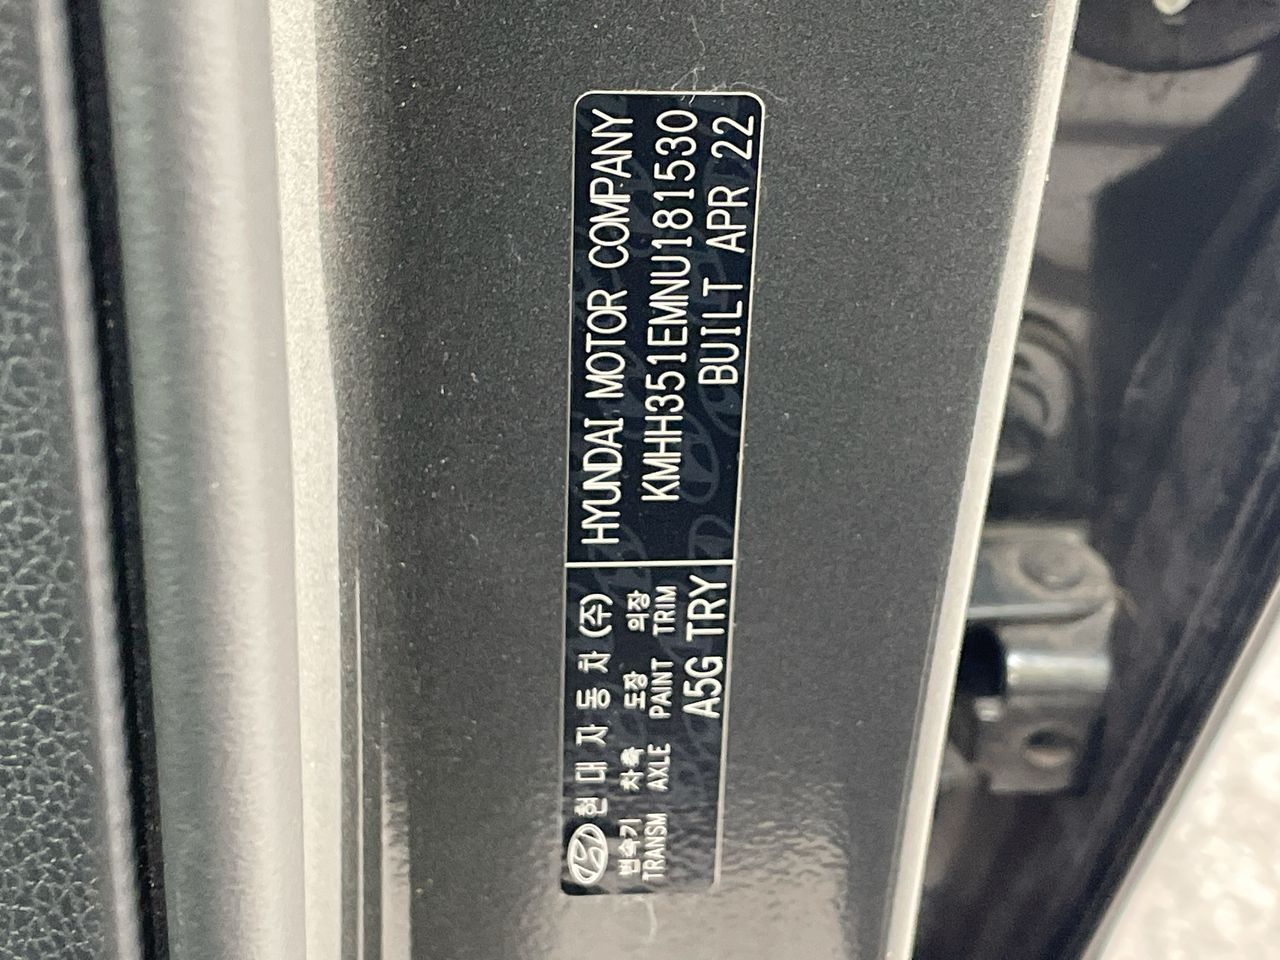 현대자동차(주)
변속기 차축 도장 의장
TRANSM AXLE PAINT TRIM
A5G TRY
HYUNDAI MOTOR COMPANY
KMHH351EMNU181530
BUILT APR 22